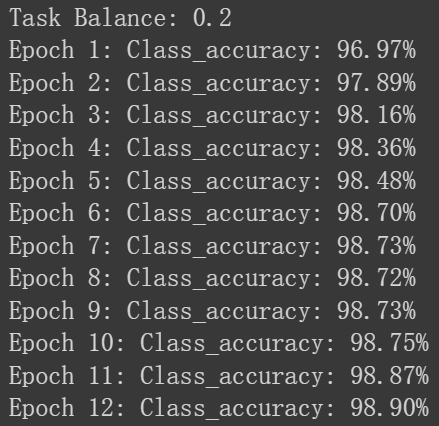 Task Balance: 0.2
Epoch 1: Class_accuracy: 96.97%
Epoch 2: Class_accuracy: 97.89%
Epoch 3: Class_accuracy: 98.16%
Epoch 4: Class_accuracy: 98.36%
Epoch 5: Class_accuracy: 98.48%
Epoch 6: Class_accuracy: 98.70%
Epoch 7: Class_accuracy: 98.73%
Epoch 8: Class_accuracy: 98.72%
Epoch 9: Class_accuracy: 98.73%
Epoch 10: Class_accuracy: 98.75%
Epoch 11: Class_accuracy: 98.87%
Epoch 12: Class_accuracy: 98.90%